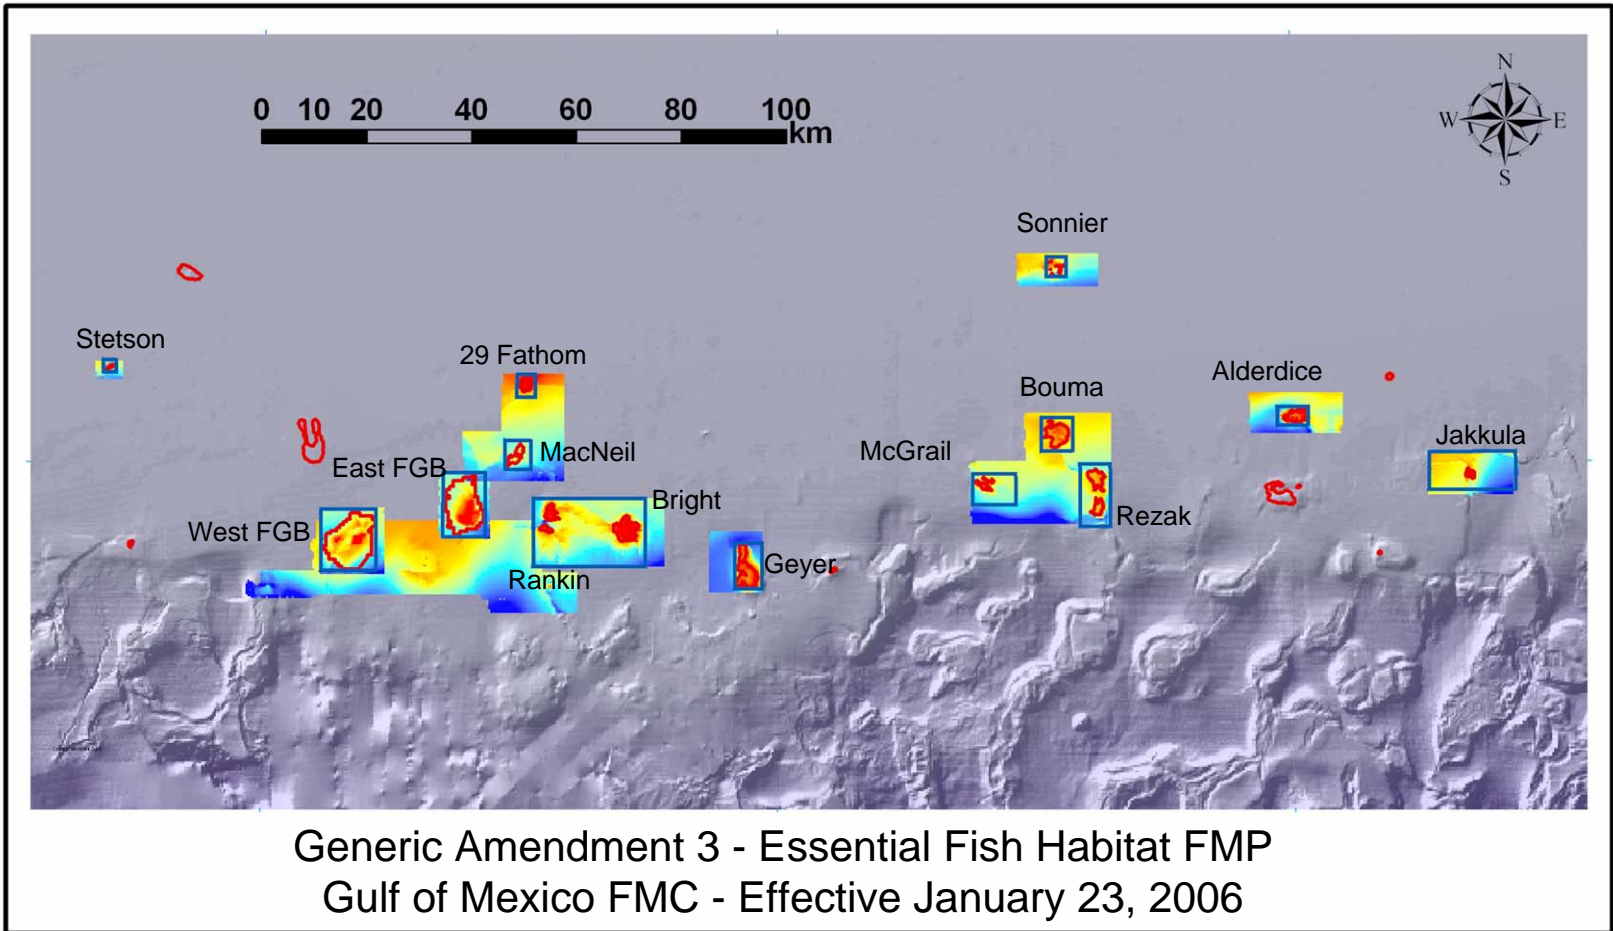 0 10 20 40 60 80 100
km
N
W E
S
Sonnier
Stetson
29 Fathom
Alderdice
Bouma
Jakkula
McGrail
MacNeil
East FGB
Bright
Rezak
West FGB
Geyer
Rankin
Generic Amendment 3 - Essential Fish Habitat FMP
Gulf of Mexico FMC - Effective January 23, 2006